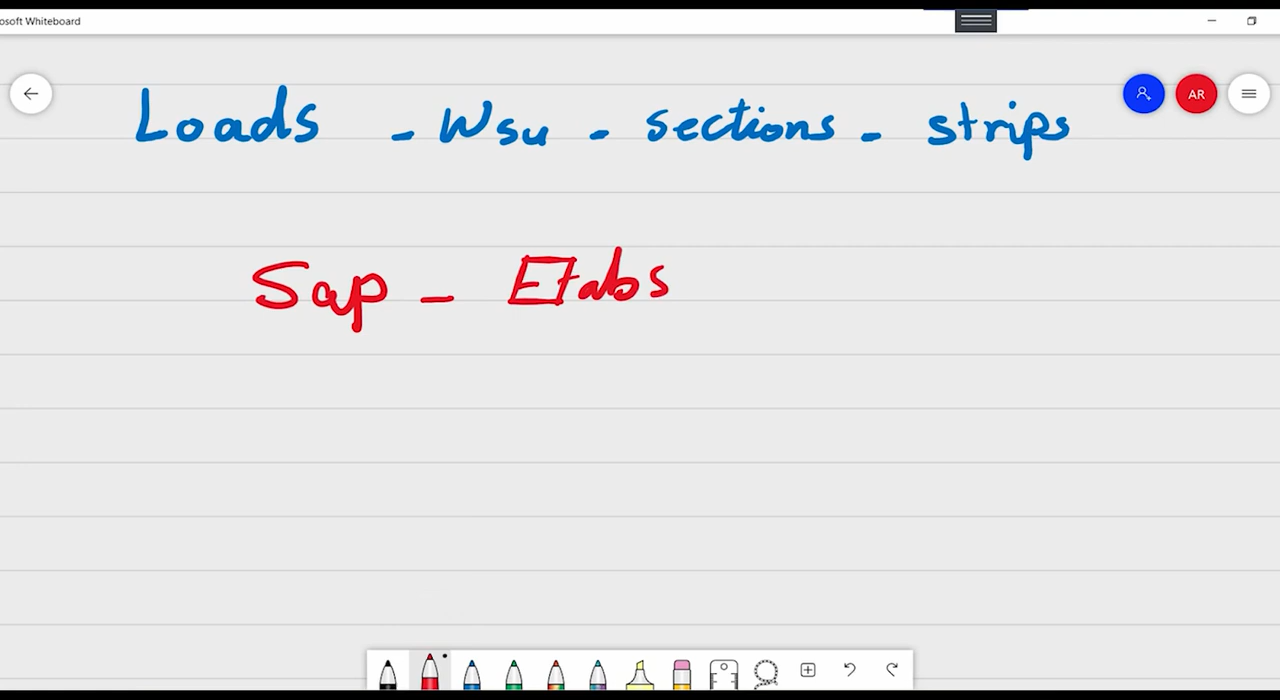 osoft Whiteboard
AR
Loads - Wsu - sections - strips
Sap - Etabs